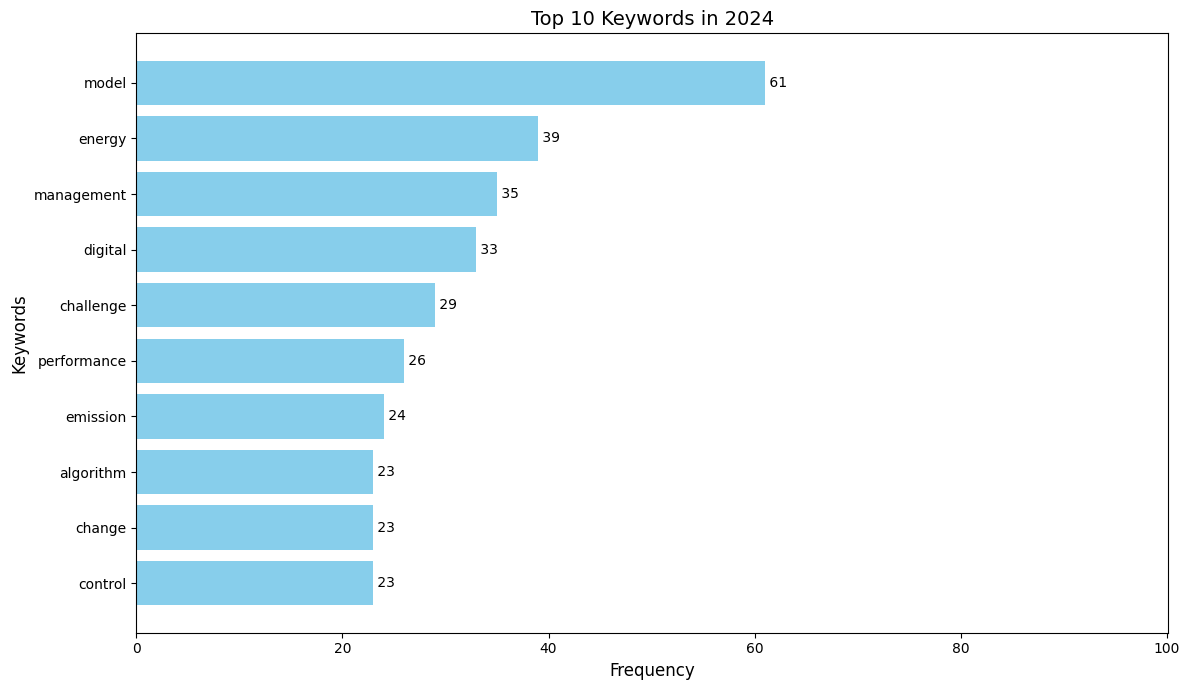 Top 10 Keywords in 2024
Keywords
model 61
energy 39
management 35
digital 33
challenge 29
performance 26
emission 24
algorithm 23
change 23
control 23
0 20 40 60 80 100
Frequency